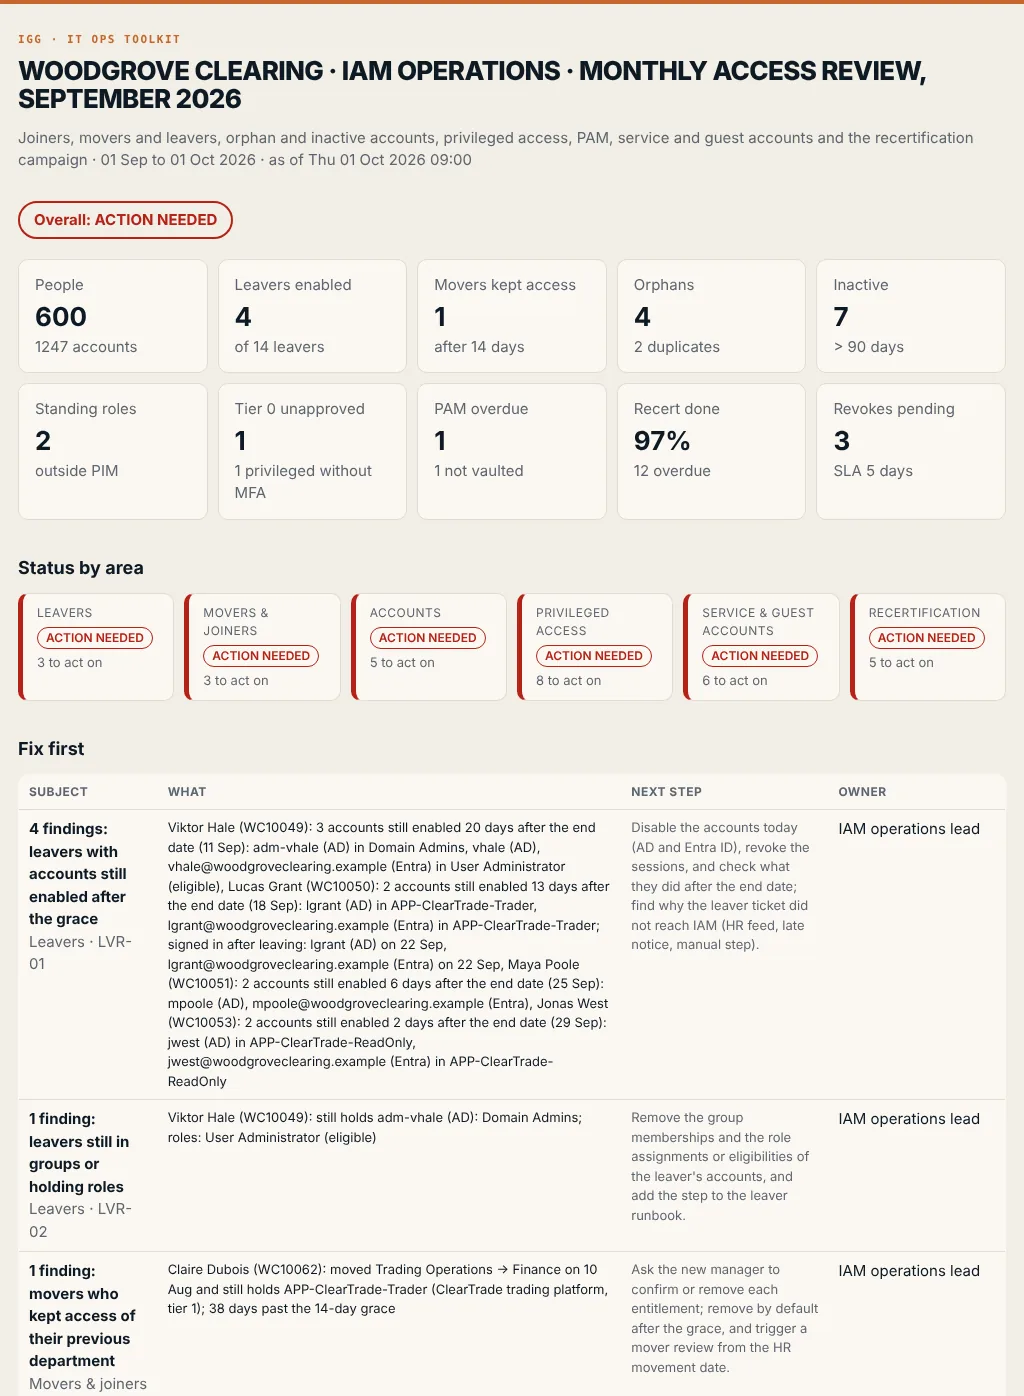 IGG · IT OPS TOOLKIT
WOODGROVE CLEARING · IAM OPERATIONS · MONTHLY ACCESS REVIEW,
SEPTEMBER 2026
Joiners, movers and leavers, orphan and inactive accounts, privileged access, PAM, service and guest accounts and the recertification
campaign · 01 Sep to 01 Oct 2026 · as of Thu 01 Oct 2026 09:00
Overall: ACTION NEEDED
People
600
1247 accounts
Leavers enabled
4
of 14 leavers
Movers kept access
1
after 14 days
Orphans
4
2 duplicates
Inactive
7
> 90 days
Standing roles
2
outside PIM
Tier 0 unapproved
1
1 privileged without
MFA
PAM overdue
1
1 not vaulted
Recert done
97%
12 overdue
Revokes pending
3
SLA 5 days
Status by area
LEAVERS
ACTION NEEDED
3 to act on
MOVERS &
JOINERS
ACTION NEEDED
3 to act on
ACCOUNTS
ACTION NEEDED
5 to act on
PRIVILEGED
ACCESS
ACTION NEEDED
8 to act on
SERVICE & GUEST
ACCOUNTS
ACTION NEEDED
6 to act on
RECERTIFICATION
ACTION NEEDED
5 to act on
Fix first
SUBJECT WHAT NEXT STEP OWNER
4 findings:
leavers with
accounts still
enabled after
the grace
Leavers · LVR-
01
Viktor Hale (WC10049): 3 accounts still enabled 20 days after the end
date (11 Sep): adm-vhale (AD) in Domain Admins, vhale (AD),
vhale@woodgroveclearing.example (Entra) in User Administrator
(eligible), Lucas Grant (WC10050): 2 accounts still enabled 13 days after
the end date (18 Sep): lgrant (AD) in APP-ClearTrade-Trader,
lgrant@woodgroveclearing.example (Entra) in APP-ClearTrade-Trader;
signed in after leaving: lgrant (AD) on 22 Sep,
lgrant@woodgroveclearing.example (Entra) on 22 Sep, Maya Poole
(WC10051): 2 accounts still enabled 6 days after the end date (25 Sep):
mpoole (AD), mpoole@woodgroveclearing.example (Entra), Jonas West
(WC10053): 2 accounts still enabled 2 days after the end date (29 Sep):
jwest (AD) in APP-ClearTrade-ReadOnly,
jwest@woodgroveclearing.example (Entra) in APP-ClearTrade-
ReadOnly
Disable the accounts today
(AD and Entra ID), revoke the
sessions, and check what
they did after the end date;
find why the leaver ticket did
not reach IAM (HR feed, late
notice, manual step).
IAM operations lead
1 finding:
leavers still in
groups or
holding roles
Leavers · LVR-
02
Viktor Hale (WC10049): still holds adm-vhale (AD): Domain Admins;
roles: User Administrator (eligible)
Remove the group
memberships and the role
assignments or eligibilities of
the leaver's accounts, and
add the step to the leaver
runbook.
IAM operations lead
1 finding:
movers who
kept access of
their previous
department
Movers & joiners
Claire Dubois (WC10062): moved Trading Operations → Finance on 10
Aug and still holds APP-ClearTrade-Trader (ClearTrade trading platform,
tier 1); 38 days past the 14-day grace
Ask the new manager to
confirm or remove each
entitlement; remove by default
after the grace, and trigger a
mover review from the HR
movement date.
IAM operations lead